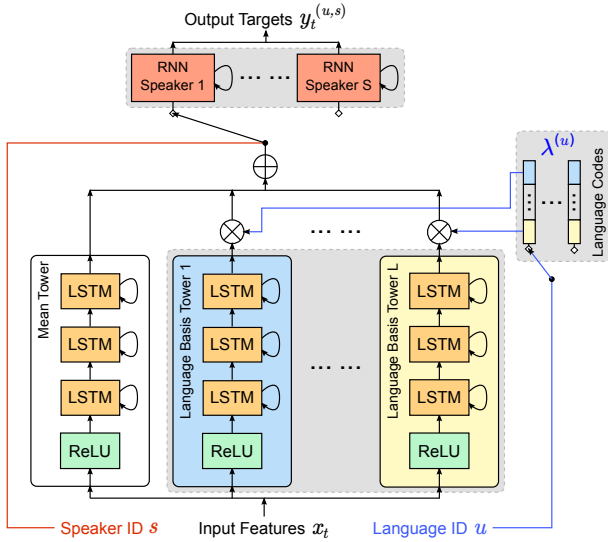 Output Targets y_t^{(u,s)}
RNN
Speaker 1
... ...
RNN
Speaker S
λ^{(u)}
...
Language Codes
... ...
Mean Tower
LSTM
LSTM
LSTM
ReLU
Language Basis Tower 1
LSTM
LSTM
LSTM
ReLU
... ...
Language Basis Tower L
LSTM
LSTM
LSTM
ReLU
Speaker ID s
Input Features x_t
Language ID u